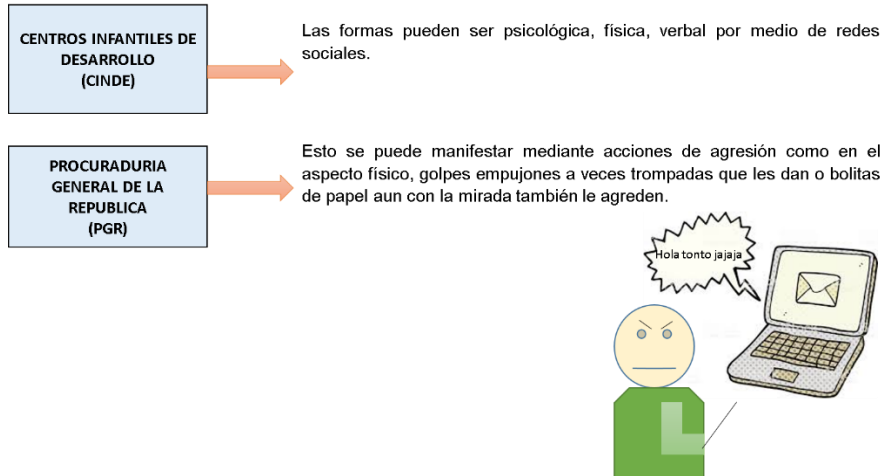 CENTROS INFANTILES DE
DESARROLLO
(CINDE)
Las formas pueden ser psicológica, física, verbal por medio de redes
sociales.
PROCURADURIA
GENERAL DE LA
REPUBLICA
(PGR)
Esto se puede manifestar mediante acciones de agresión como en el
aspecto físico, golpes empujones a veces trompadas que les dan o bolitas
de papel aun con la mirada también le agreden.
Hola tonto jajaja